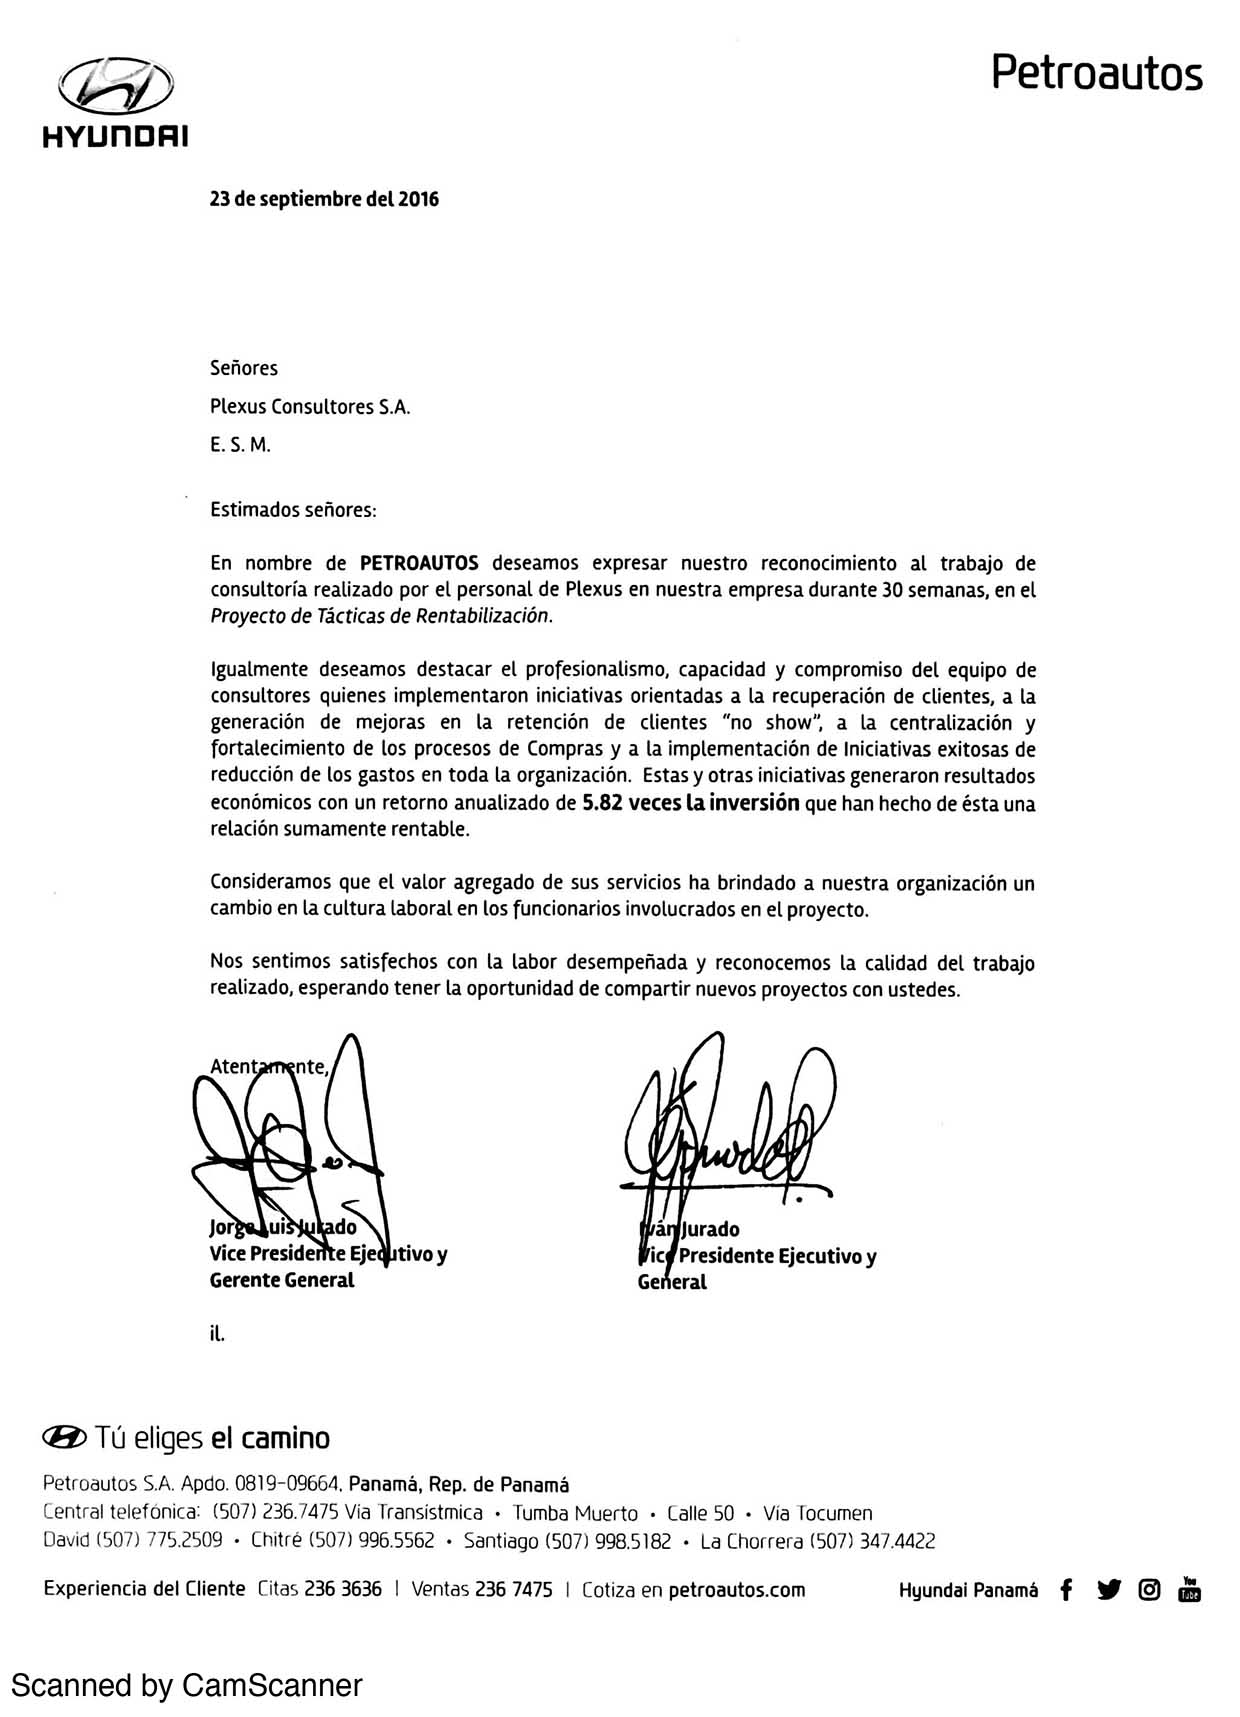 HYUNDAI
Petroautos
23 de septiembre del 2016
Señores
Plexus Consultores S.A.
E. S. M.
Estimados señores:
En nombre de PETROAUTOS deseamos expresar nuestro reconocimiento al trabajo de
consultoría realizado por el personal de Plexus en nuestra empresa durante 30 semanas, en el
Proyecto de Tácticas de Rentabilización.
Igualmente deseamos destacar el profesionalismo, capacidad y compromiso del equipo de
consultores quienes implementaron iniciativas orientadas a la recuperación de clientes, a la
generación de mejoras en la retención de clientes “no show”, a la centralización y
fortalecimiento de los procesos de Compras y a la implementación de Iniciativas exitosas de
reducción de los gastos en toda la organización. Estas y otras iniciativas generaron resultados
económicos con un retorno anualizado de 5.82 veces la inversión que han hecho de ésta una
relación sumamente rentable.
Consideramos que el valor agregado de sus servicios ha brindado a nuestra organización un
cambio en la cultura laboral en los funcionarios involucrados en el proyecto.
Nos sentimos satisfechos con la labor desempeñada y reconocemos la calidad del trabajo
realizado, esperando tener la oportunidad de compartir nuevos proyectos con ustedes.
Atentamente,
Jorge Luis Jurado
Vice Presidente Ejecutivo y
Gerente General
Iván Jurado
Vice Presidente Ejecutivo y
General
il.
Tú eliges el camino
Petroautos S.A. Apdo. 0819-09664, Panamá, Rep. de Panamá
Central telefónica: (507) 236.7475 Vía Transístmica • Tumba Muerto • Calle 50 • Vía Tocumen
David (507) 775.2509 • Chitré (507) 996.5562 • Santiago (507) 998.5182 • La Chorrera (507) 347.4422
Experiencia del Cliente Citas 236 3636 | Ventas 236 7475 | Cotiza en petroautos.com
Hyundai Panamá
You Tube
Scanned by CamScanner